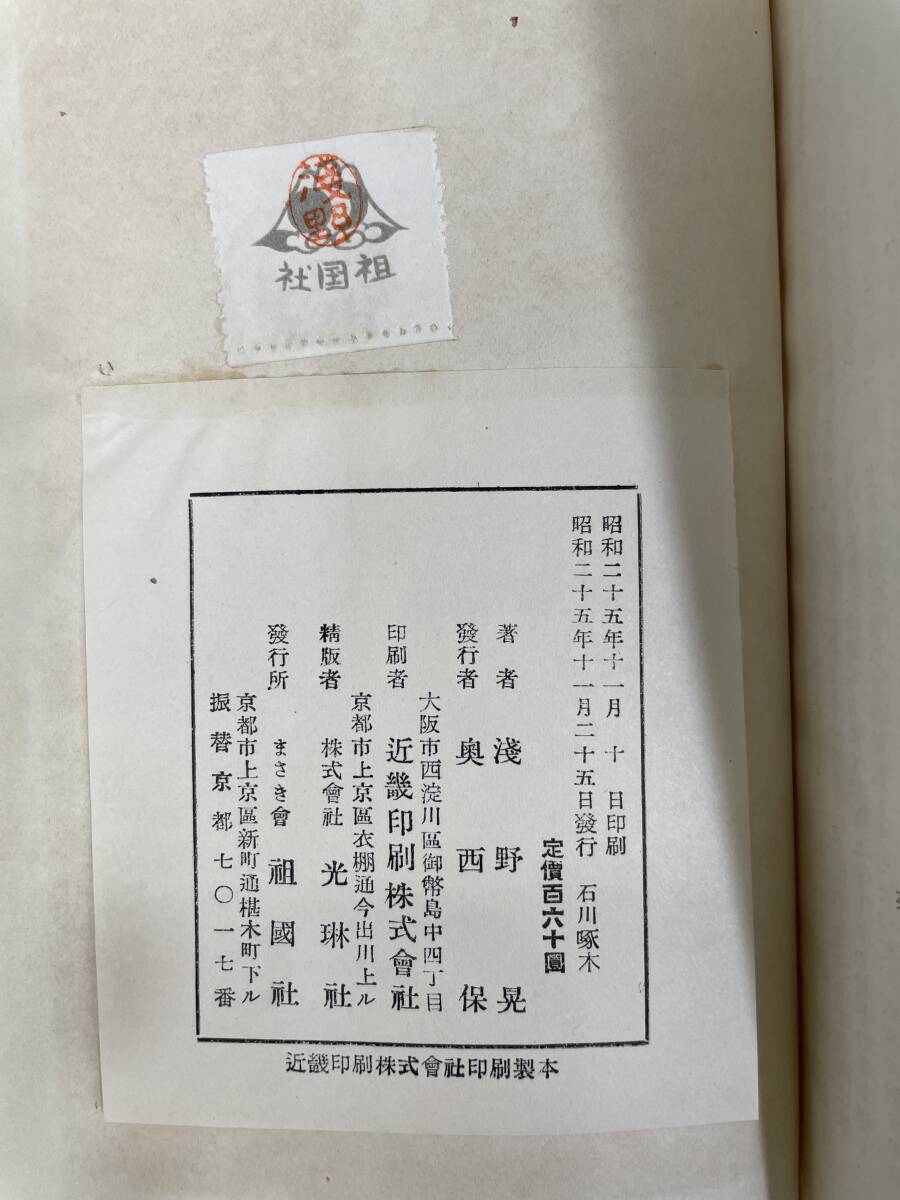 淺野
祖国社
昭和二十五年十一月 十 日印刷
昭和二十五年十一月二十五日發行 石川啄木
定價百六十圓
著者 淺野晃
發行者 奥西保
大阪市西淀川區御幣島中四丁目
印刷者 近畿印刷株式會社
京都市上京區衣棚通今出川上ル
精版者 株式會社 光琳社
發行所 まさき會 祖國社
京都市上京區新町通椹木町下ル
振替京都七〇一七番
近畿印刷株式會社印刷製本